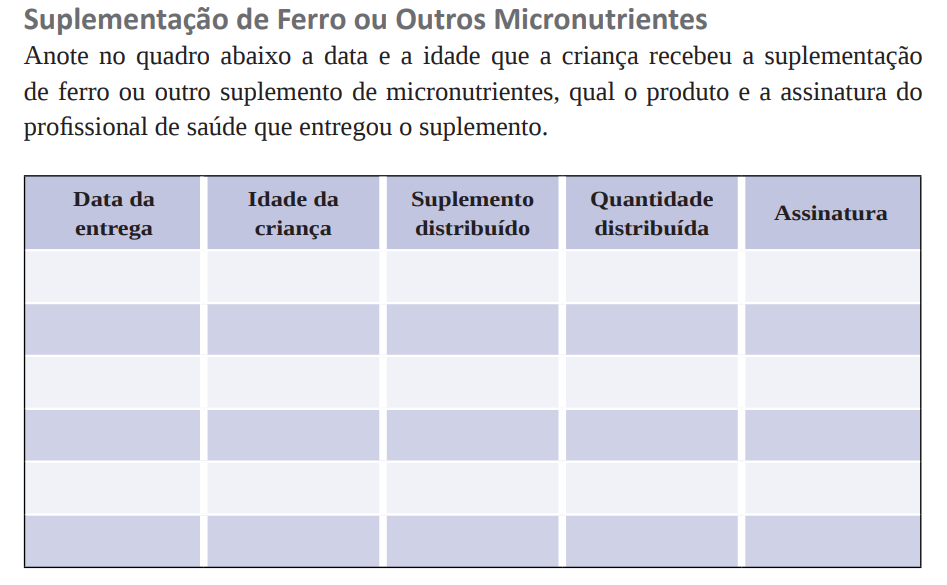 Suplementação de Ferro ou Outros Micronutrientes
Anote no quadro abaixo a data e a idade que a criança recebeu a suplementação
de ferro ou outro suplemento de micronutrientes, qual o produto e a assinatura do
profissional de saúde que entregou o suplemento.
Data da entrega Idade da criança Suplemento distribuído Quantidade distribuída Assinatura